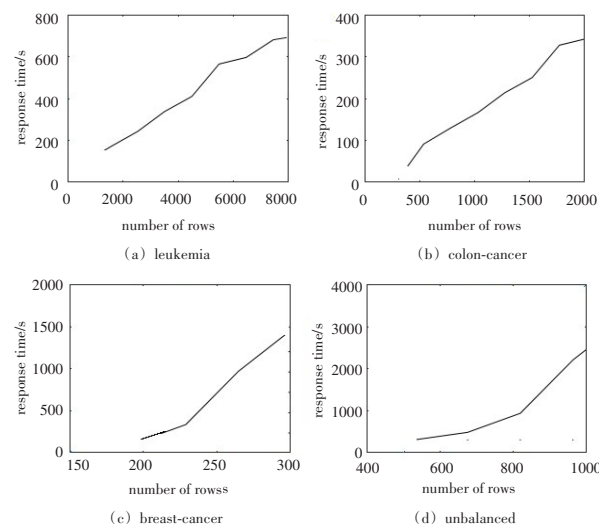 800
600
400
200
0
response time/s
0 2000 4000 6000 8000
number of rows
(a) leukemia
400
300
200
100
0
response time/s
0 500 1000 1500 2000
number of rows
(b) colon-cancer
2000
1500
1000
500
0
response time/s
150 200 250 300
number of rowss
(c) breast-cancer
4000
3000
2000
1000
0
response time/s
400 600 800 1000
number of rows
(d) unbalanced